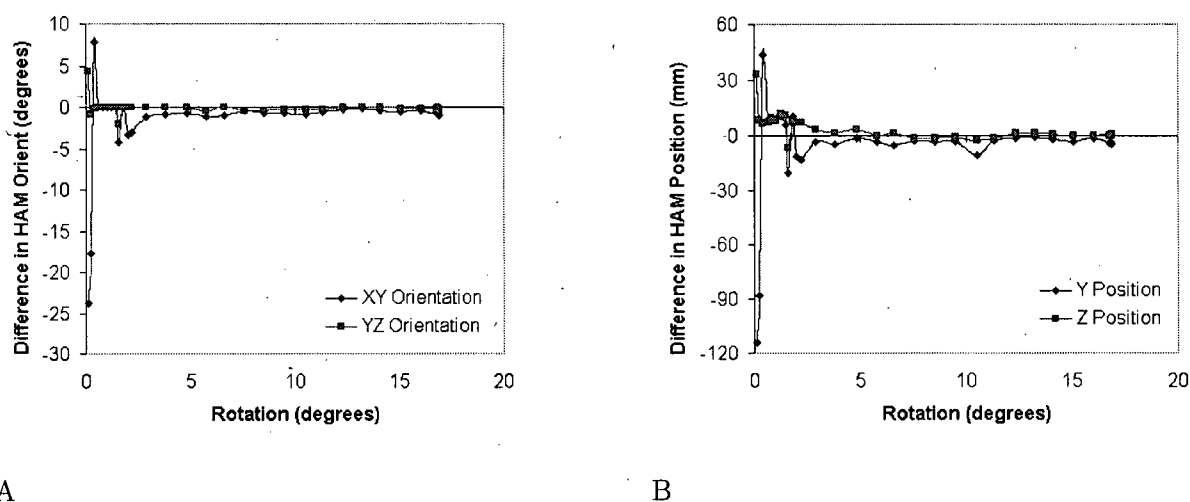 Difference in HAM Orient (degrees)
10
5
0
-5
-10
-15
-20
-25
-30
XY Orientation
YZ Orientation
0 5 10 15 20
Rotation (degrees)
A
Difference in HAM Position (mm)
60
30
-0
-30
-60
-90
-120
Y Position
Z Position
0 5 10 15 20
Rotation (degrees)
B